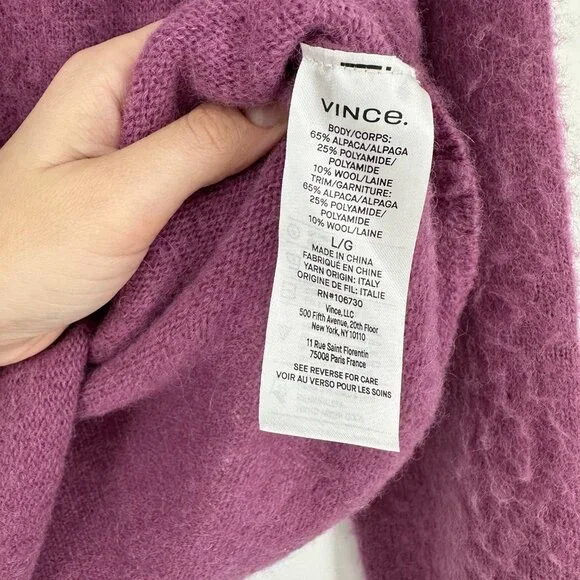 VINCe.
BODY/CORPS:
65% ALPACA/ALPAGA
25% POLYAMIDE/
POLYAMIDE
10% WOOL/LAINE
TRIM/GARNITURE:
65% ALPACA/ALPAGA
25% POLYAMIDE/
POLYAMIDE
10% WOOL/LAINE
L/G
MADE IN CHINA
FABRIQUÉ EN CHINE
YARN ORIGIN: ITALY
ORIGINE DE FIL: ITALIE
RN#106730
Vince, LLC
500 Fifth Avenue, 20th Floor
New York, NY 10110
11 Rue Saint Florentin
75008 Paris France
SEE REVERSE FOR CARE
VOIR AU VERSO POUR LES SOINS